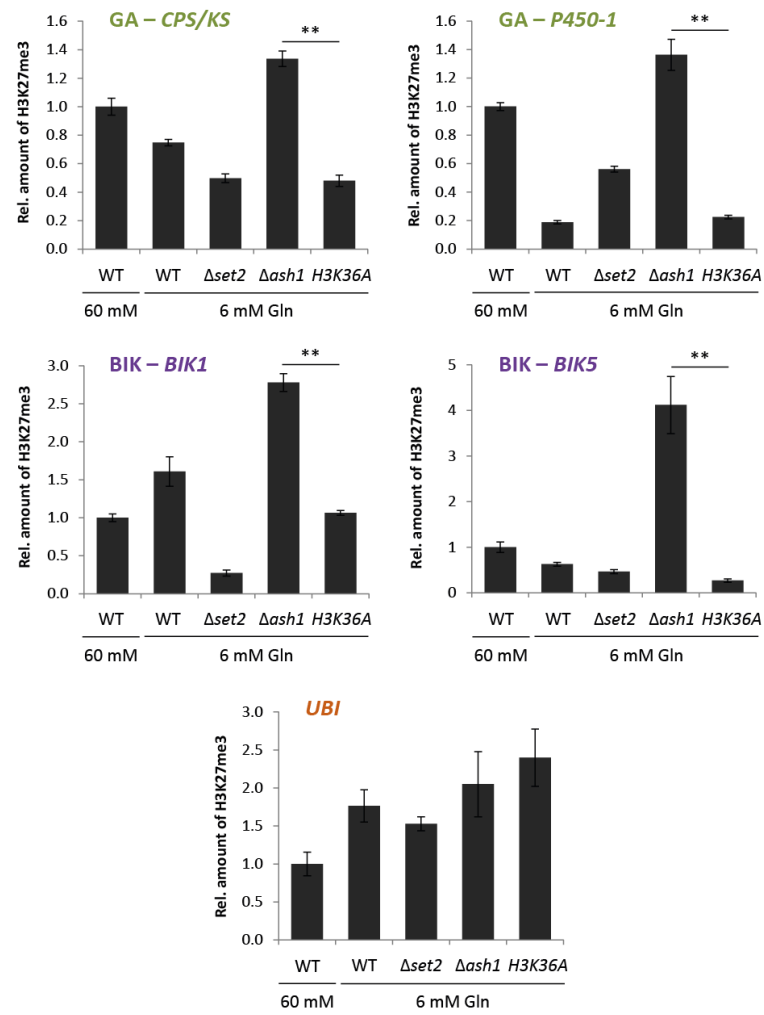 GA – CPS/KS
**
Rel. amount of H3K27me3
1.6
1.4
1.2
1.0
0.8
0.6
0.4
0.2
0.0
WT WT Δset2 Δash1 H3K36A
60 mM 6 mM Gln
GA – P450-1
**
Rel. amount of H3K27me3
1.6
1.4
1.2
1.0
0.8
0.6
0.4
0.2
0.0
WT WT Δset2 Δash1 H3K36A
60 mM 6 mM Gln
BIK – BIK1
**
Rel. amount of H3K27me3
3.0
2.5
2.0
1.5
1.0
0.5
0.0
WT WT Δset2 Δash1 H3K36A
60 mM 6 mM Gln
BIK – BIK5
**
Rel. amount of H3K27me3
5
4
3
2
1
0
WT WT Δset2 Δash1 H3K36A
60 mM 6 mM Gln
UBI
Rel. amount of H3K27me3
3.0
2.5
2.0
1.5
1.0
0.5
0.0
WT WT Δset2 Δash1 H3K36A
60 mM 6 mM Gln